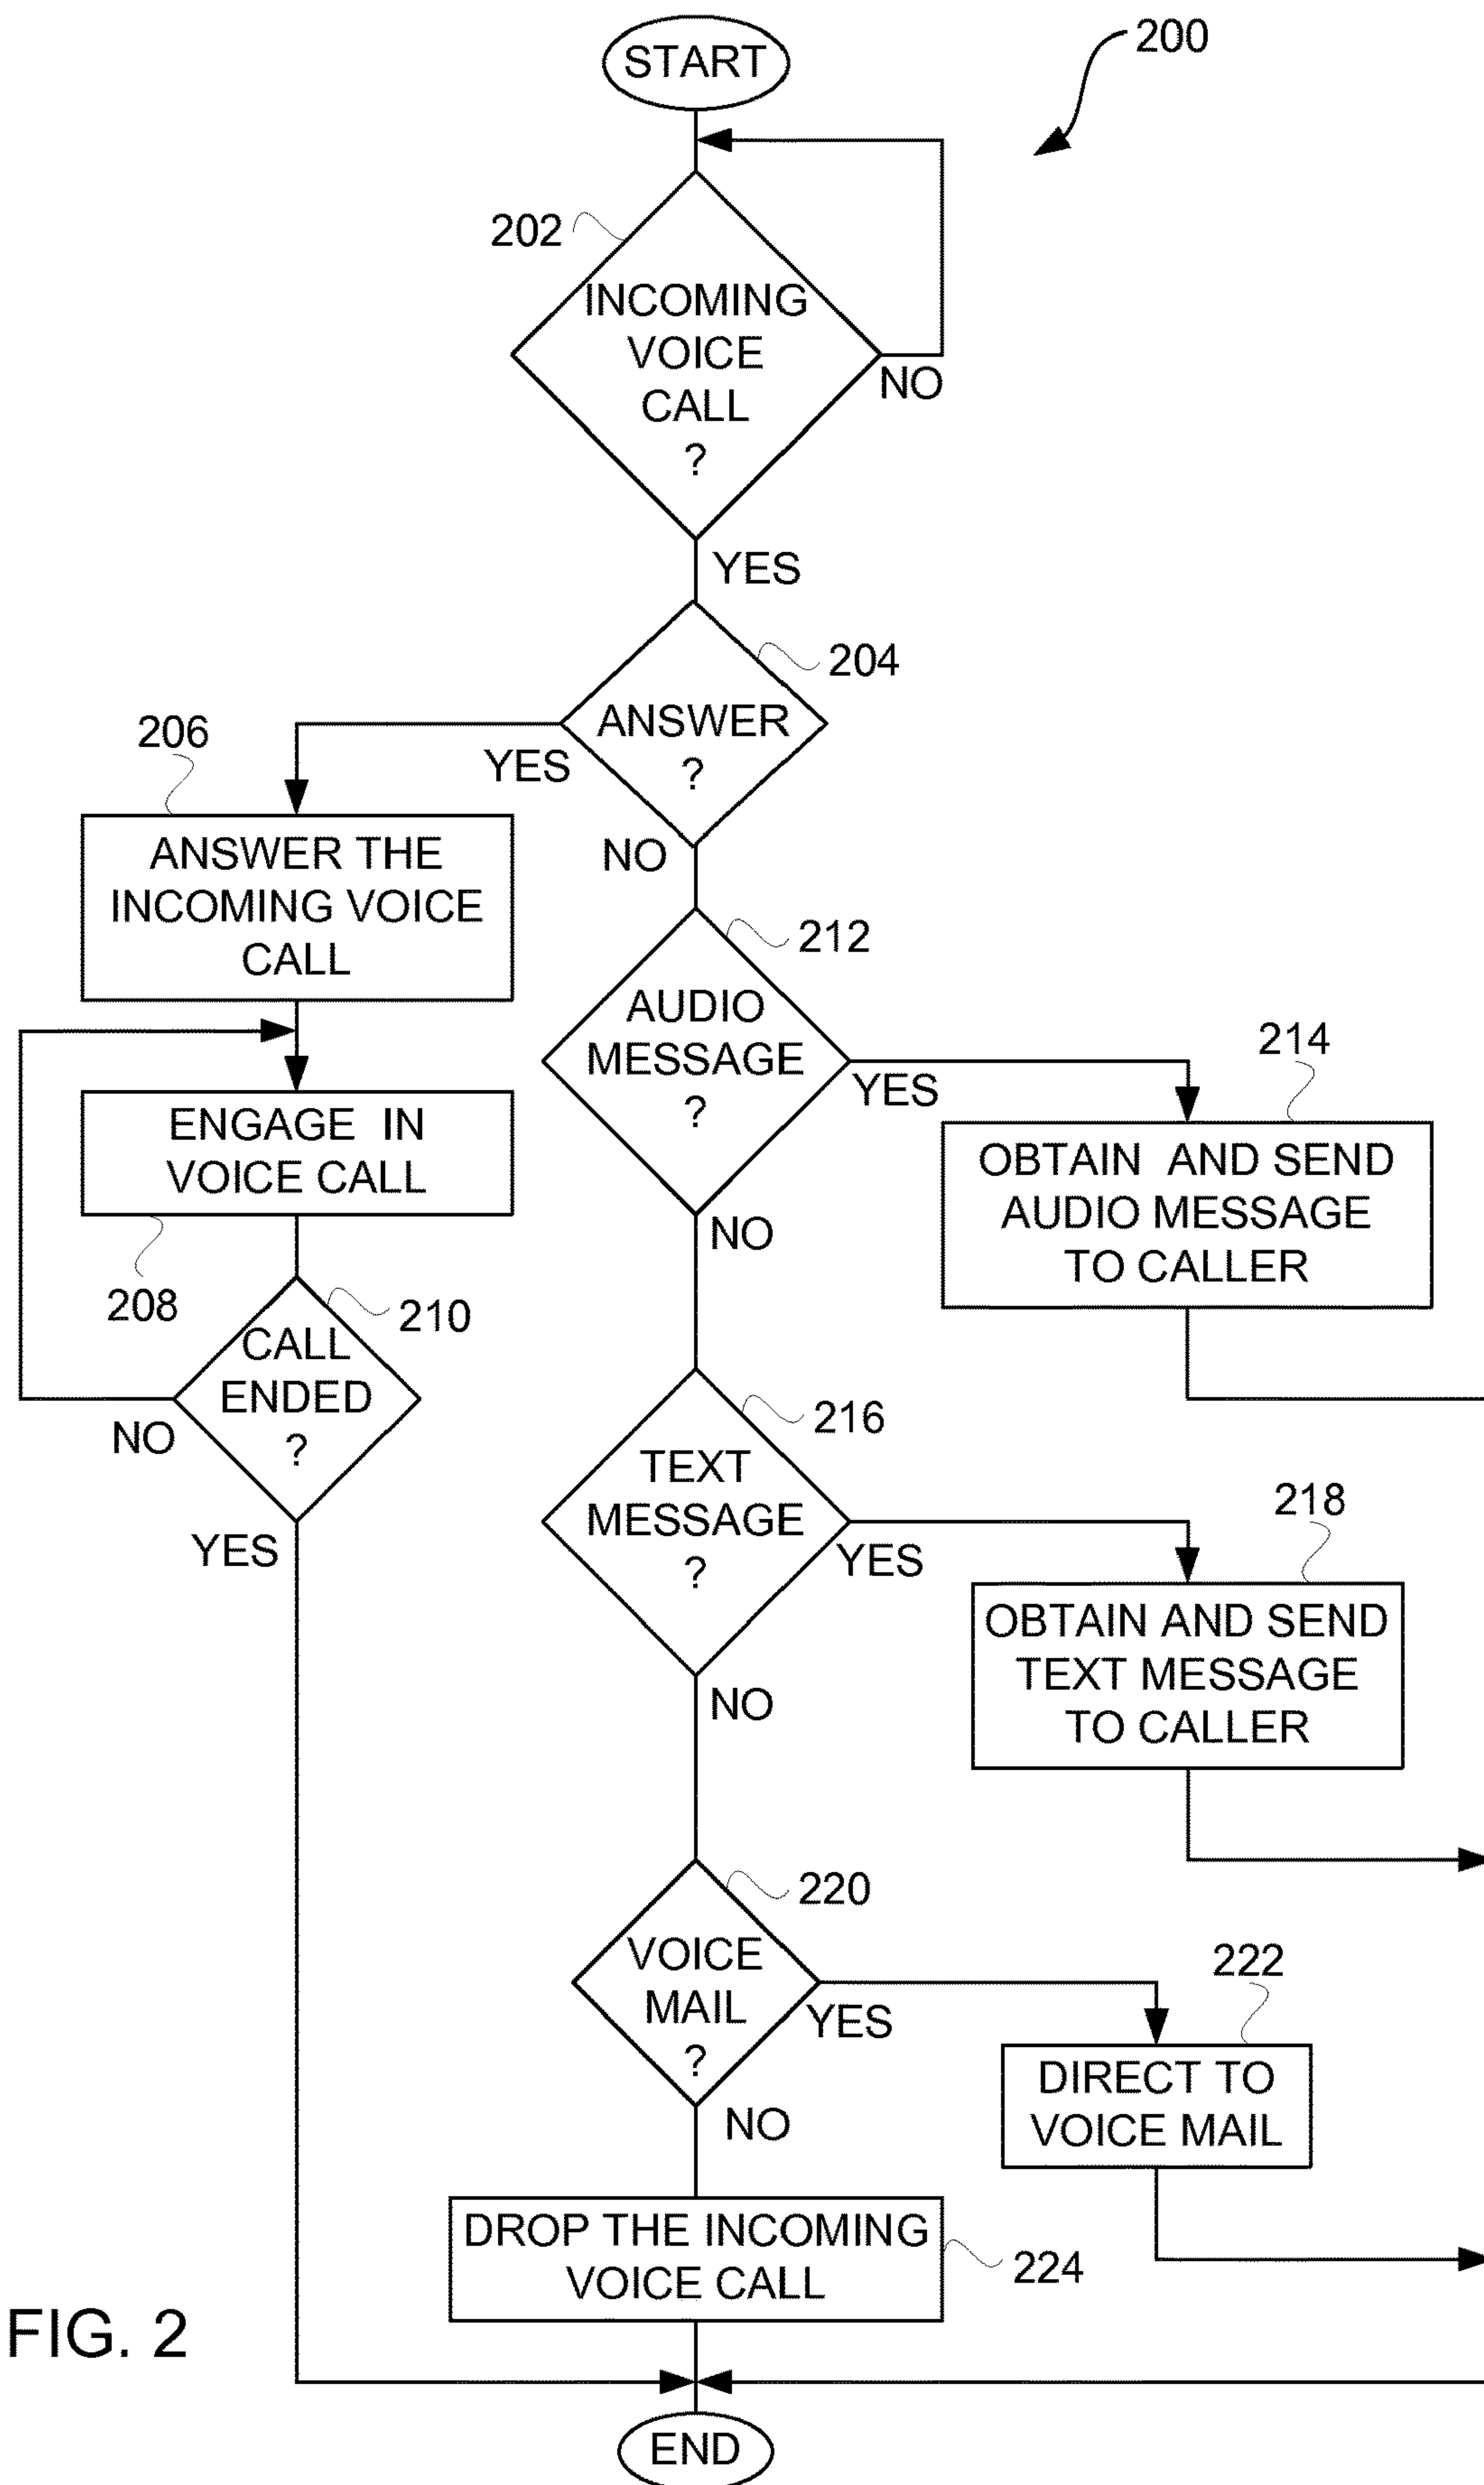 START
200
202
INCOMING
VOICE
CALL
?
NO
YES
204
ANSWER
?
YES
NO
206
ANSWER THE
INCOMING VOICE
CALL
212
AUDIO
MESSAGE
?
YES
NO
214
OBTAIN AND SEND
AUDIO MESSAGE
TO CALLER
ENGAGE IN
VOICE CALL
208
210
CALL
ENDED
?
NO
YES
216
TEXT
MESSAGE
?
YES
NO
218
OBTAIN AND SEND
TEXT MESSAGE
TO CALLER
220
VOICE
MAIL
?
YES
NO
222
DIRECT TO
VOICE MAIL
DROP THE INCOMING
VOICE CALL
224
FIG. 2
END